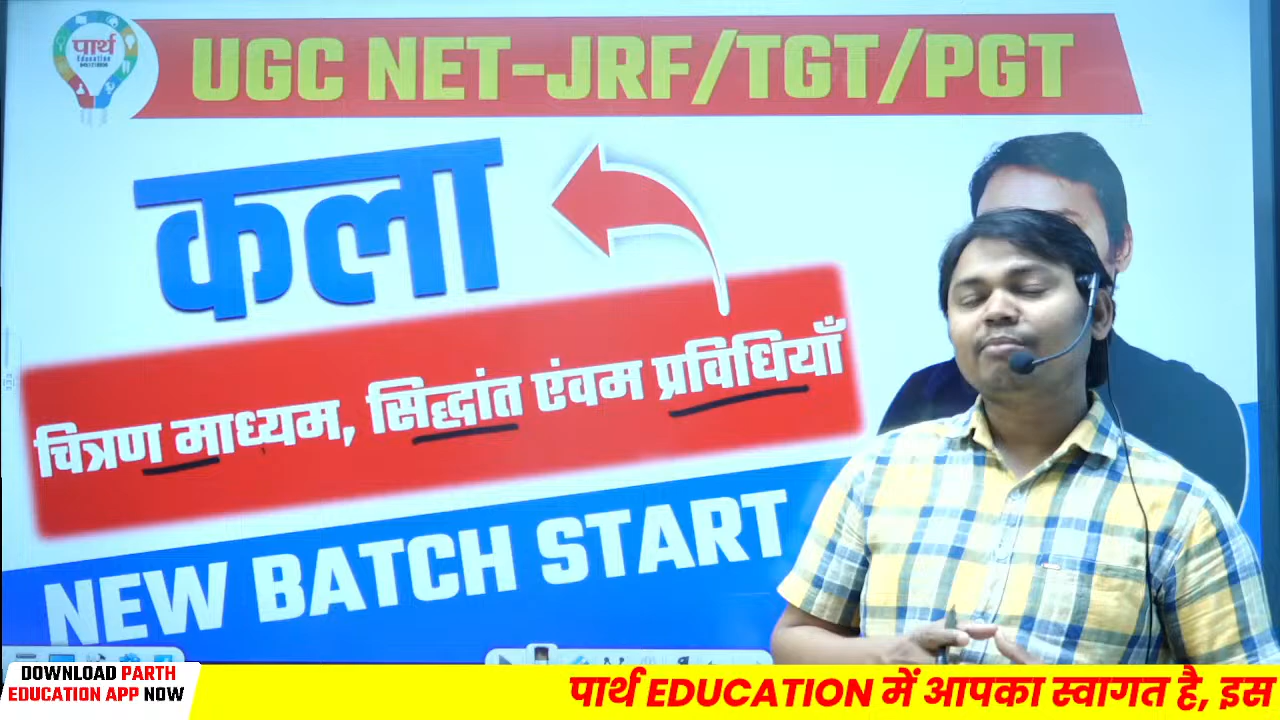 पार्थ
Education
UGC NET-JRF/TGT/PGT
कला
चित्रण माध्यम, सिद्धांत एंवम प्रविधियाँ
NEW BATCH START
DOWNLOAD PARTH
EDUCATION APP NOW
पार्थ EDUCATION में आपका स्वागत है, इस